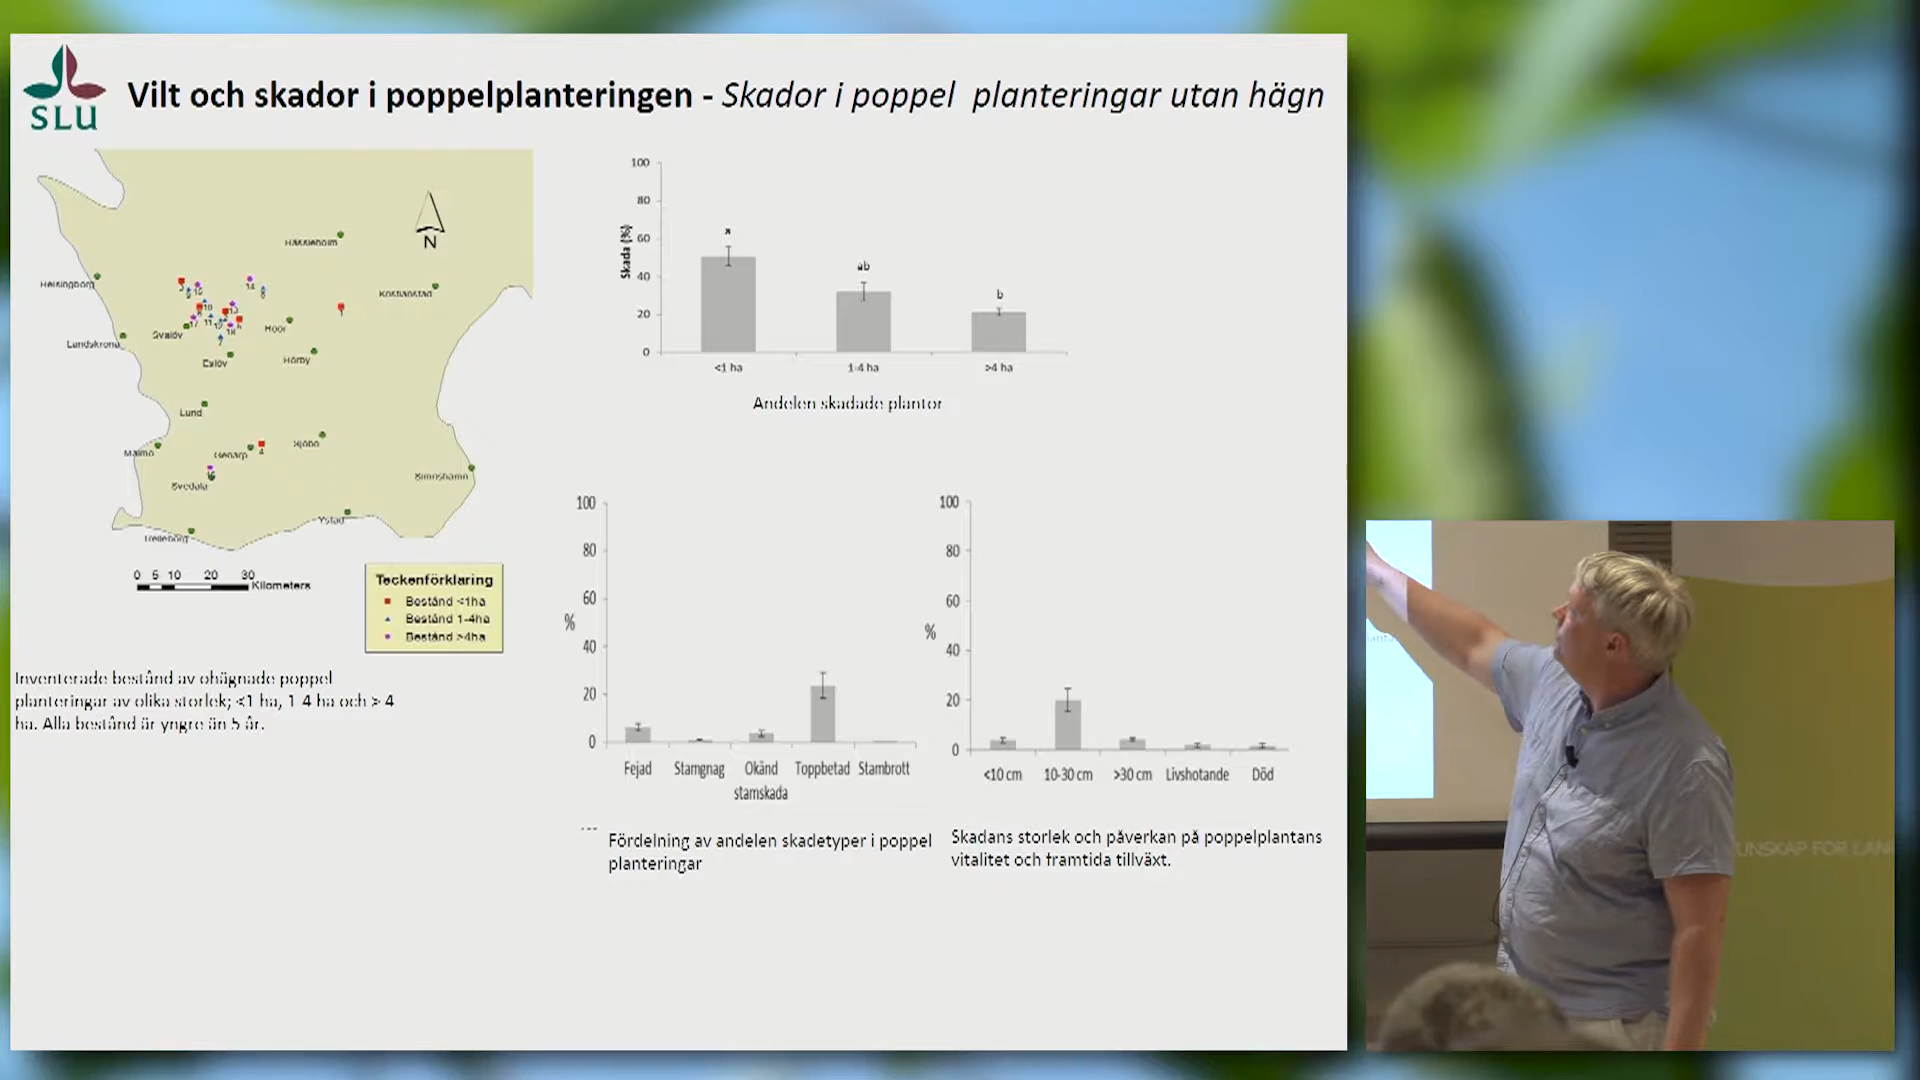 SLU
Vilt och skador i poppelplanteringen - Skador i poppel planteringar utan hägn
N
Hässleholm
Helsingborg
Kristianstad
Landskrona
Svalöv
Höör
Eslöv
Hörby
Lund
Malmö
Genarp
Sjöbo
Svedala
Simrishamn
Ystad
Trelleborg
0 5 10 20 30
Kilometers
Teckenförklaring
Bestånd <1ha
Bestånd 1-4ha
Bestånd >4ha
Inventerade bestånd av ohägnade poppel
planteringar av olika storlek; <1 ha, 1-4 ha och > 4
ha. Alla bestånd är yngre än 5 år.
Skada (%)
100
80
60
40
20
0
a
ab
b
<1 ha 1-4 ha >4 ha
Andelen skadade plantor
%
100
80
60
40
20
0
Fejad Stamgnag Okänd stamskada Toppbetad Stambrott
Fördelning av andelen skadetyper i poppel
planteringar
%
100
80
60
40
20
0
<10 cm 10-30 cm >30 cm Livshotande Död
Skadans storlek och påverkan på poppelplantans
vitalitet och framtida tillväxt.